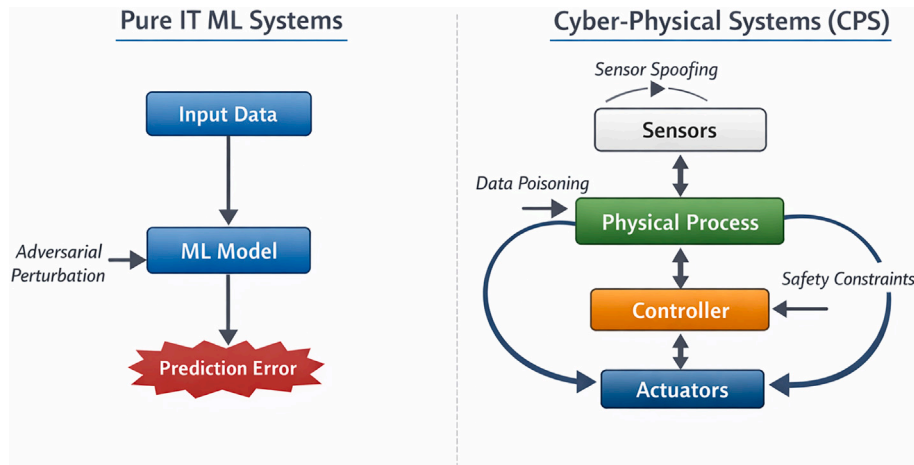 Pure IT ML Systems
Input Data
Adversarial
Perturbation
ML Model
Prediction Error
Cyber-Physical Systems (CPS)
Sensor Spoofing
Sensors
Data Poisoning
Physical Process
Safety Constraints
Controller
Actuators